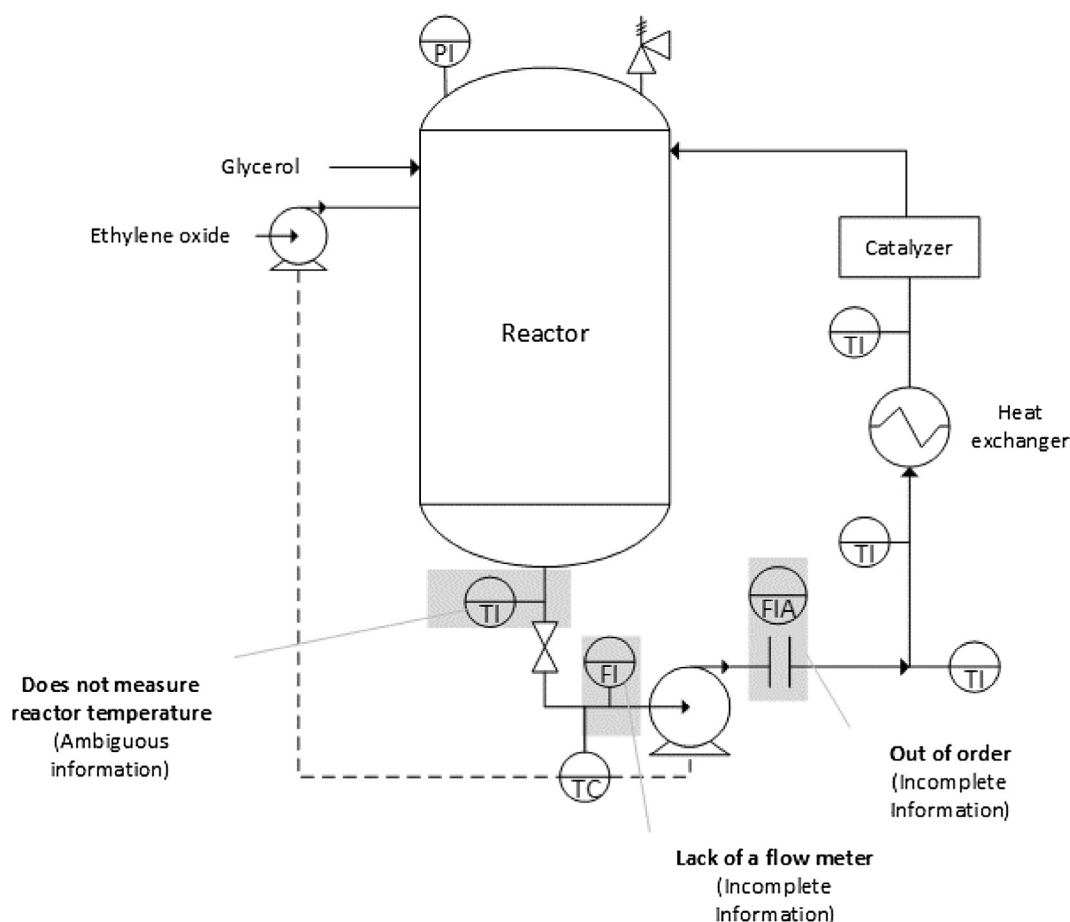 PI
Glycerol
Ethylene oxide
Catalyzer
Reactor
TI
Heat
exchanger
TI
FIA
TI
FI
TI
Does not measure
reactor temperature
(Ambiguous
information)
TC
Out of order
(Incomplete
Information)
Lack of a flow meter
(Incomplete
Information)